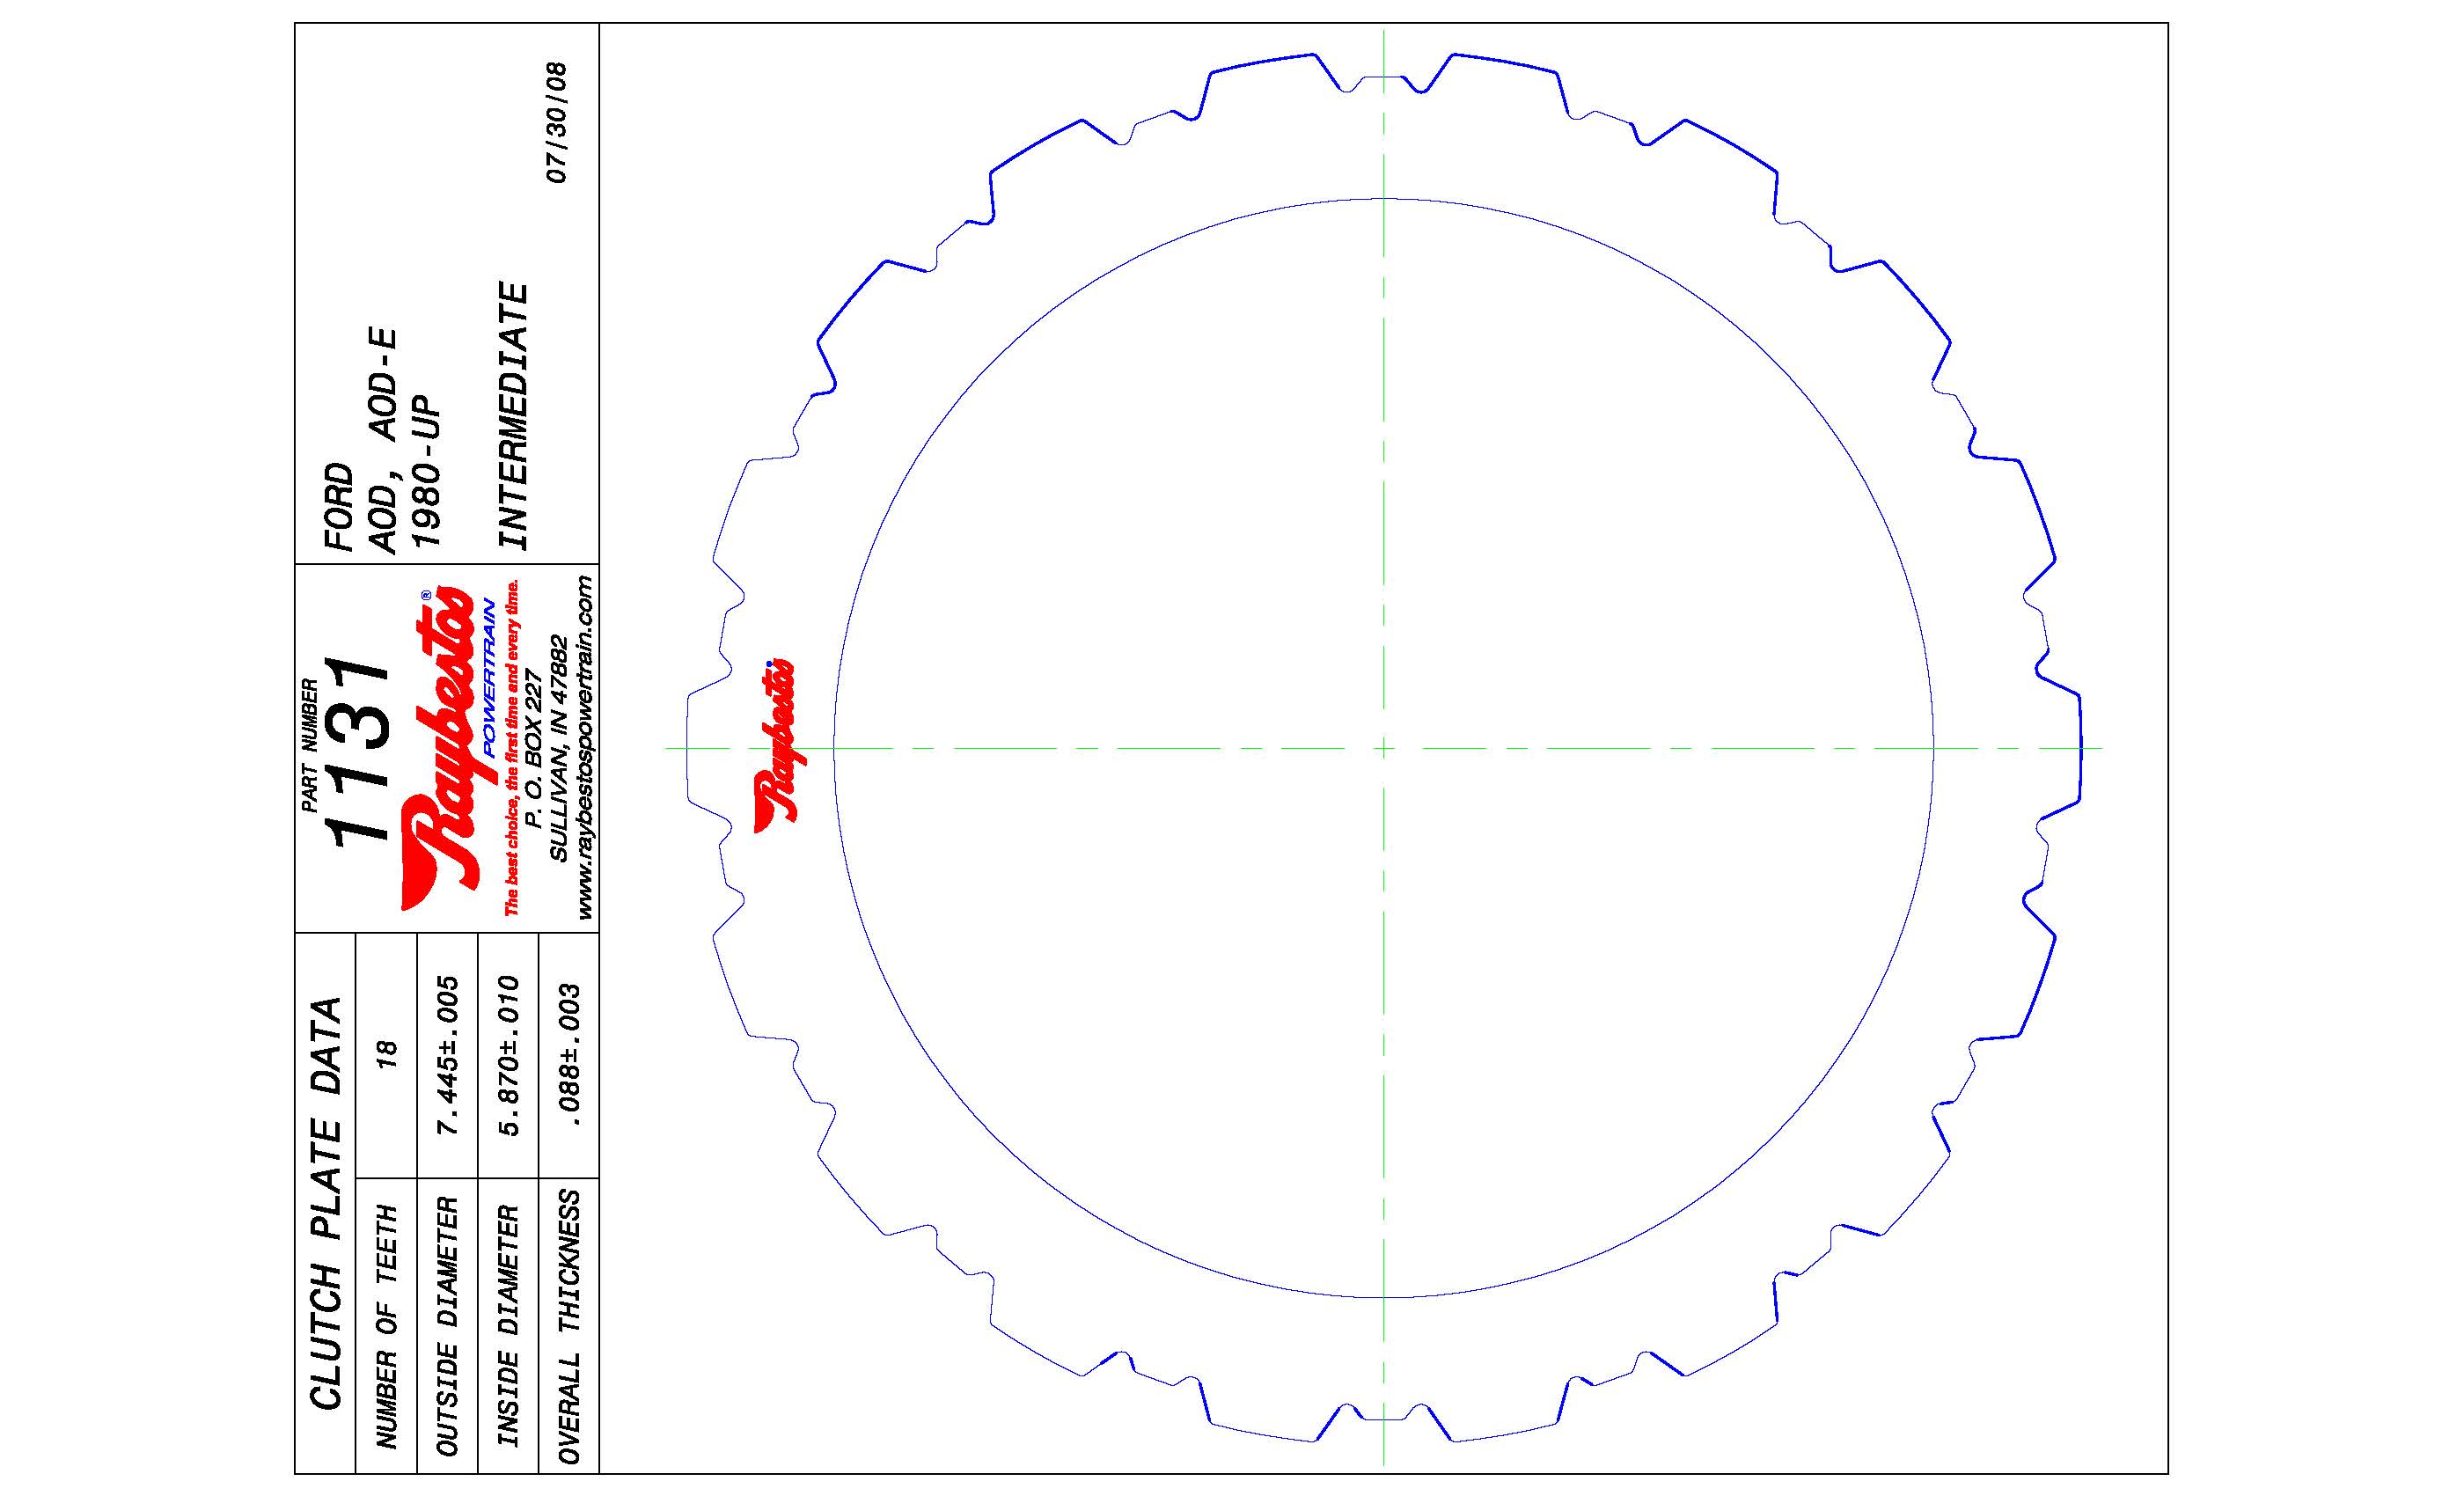 CLUTCH PLATE DATA
NUMBER OF TEETH 18
OUTSIDE DIAMETER 7.445±.005
INSIDE DIAMETER 5.870±.010
OVERALL THICKNESS .088±.003
PART NUMBER
1131
Raybestos®
POWERTRAIN
The best choice, the first time and every time.
P. O. BOX 227
SULLIVAN, IN 47882
www.raybestospowertrain.com
FORD
AOD, AOD-E
1980-UP
INTERMEDIATE
07/30/08
Raybestos